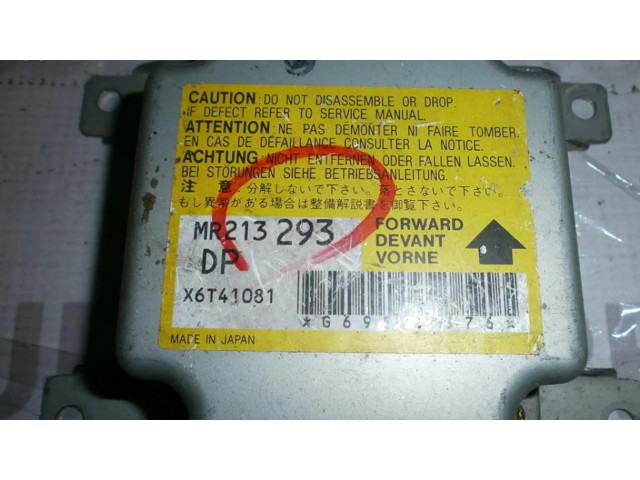 CAUTION: DO NOT DISASSEMBLE OR DROP.
IF DEFECT REFER TO SERVICE MANUAL.
ATTENTION: NE PAS DÉMONTER NI FAIRE TOMBER.
EN CAS DE DÉFAILLANCE CONSULTER LA NOTICE.
ACHTUNG NICHT ENTFERNEN ODER FALLEN LASSEN.
BEI STÖRUNGEN SIEHE BETRIEBSANLEITUNG.
注 意:分解しないで下さい。落とさないで下さい。
もし異常がある場合は整備解説書を御覧下さい。
MR213 293
DP
X6T41081
FORWARD
DEVANT
VORNE
MADE IN JAPAN